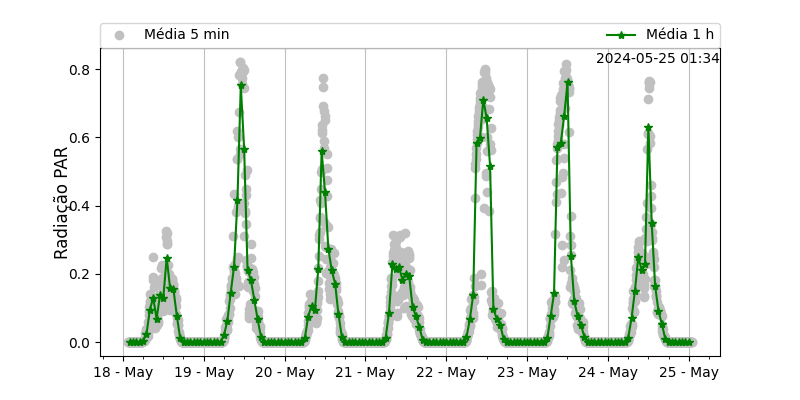 Média 5 min
Média 1 h
2024-05-25 01:34
Radiação PAR
0.8
0.6
0.4
0.2
0.0
18 - May 19 - May 20 - May 21 - May 22 - May 23 - May 24 - May 25 - May